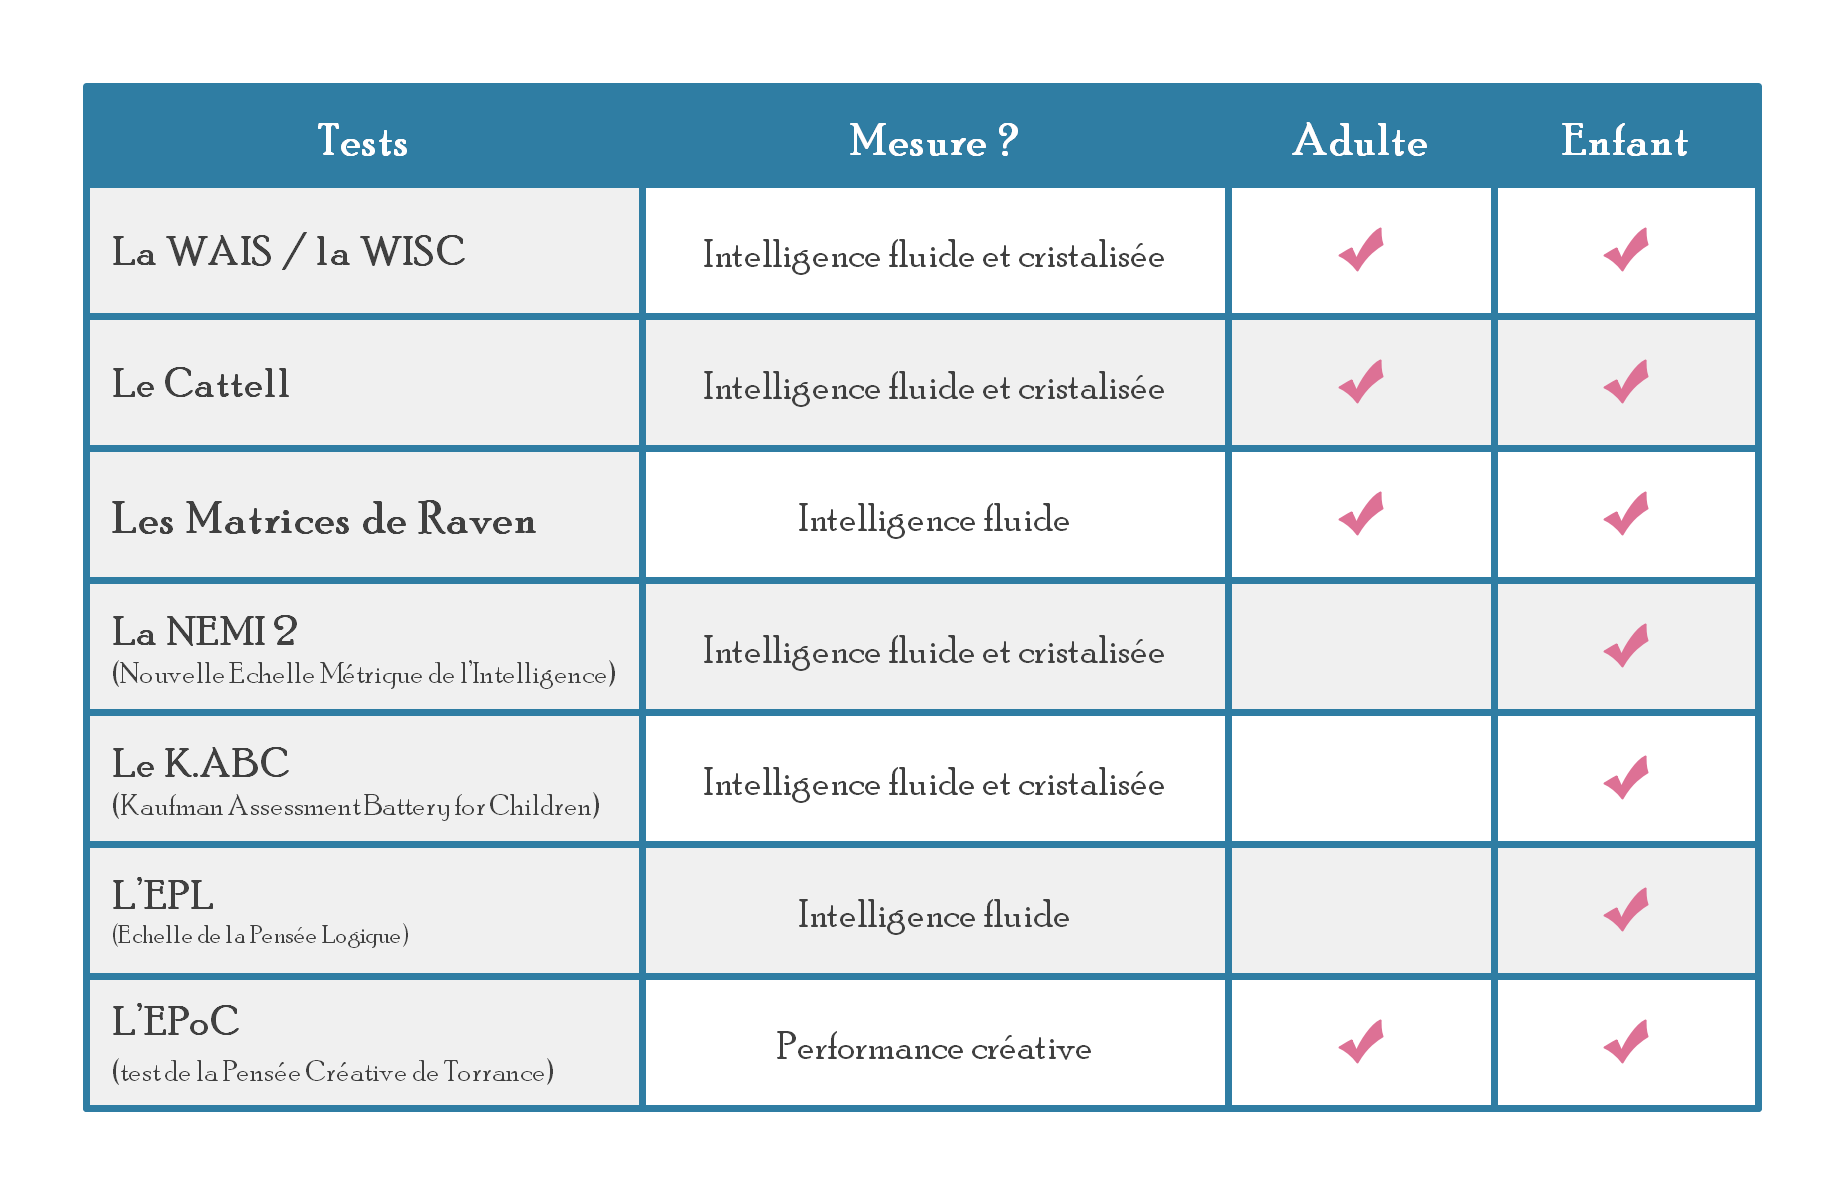 Tests Mesure ? Adulte Enfant
La WAIS / la WISC Intelligence fluide et cristalisée
Le Cattell Intelligence fluide et cristalisée
Les Matrices de Raven Intelligence fluide
La NEMI 2
(Nouvelle Echelle Métrique de l'Intelligence) Intelligence fluide et cristalisée
Le K.ABC
(Kaufman Assessment Battery for Children) Intelligence fluide et cristalisée
L'EPL
(Echelle de la Pensée Logique) Intelligence fluide
L'EPoC
(test de la Pensée Créative de Torrance) Performance créative